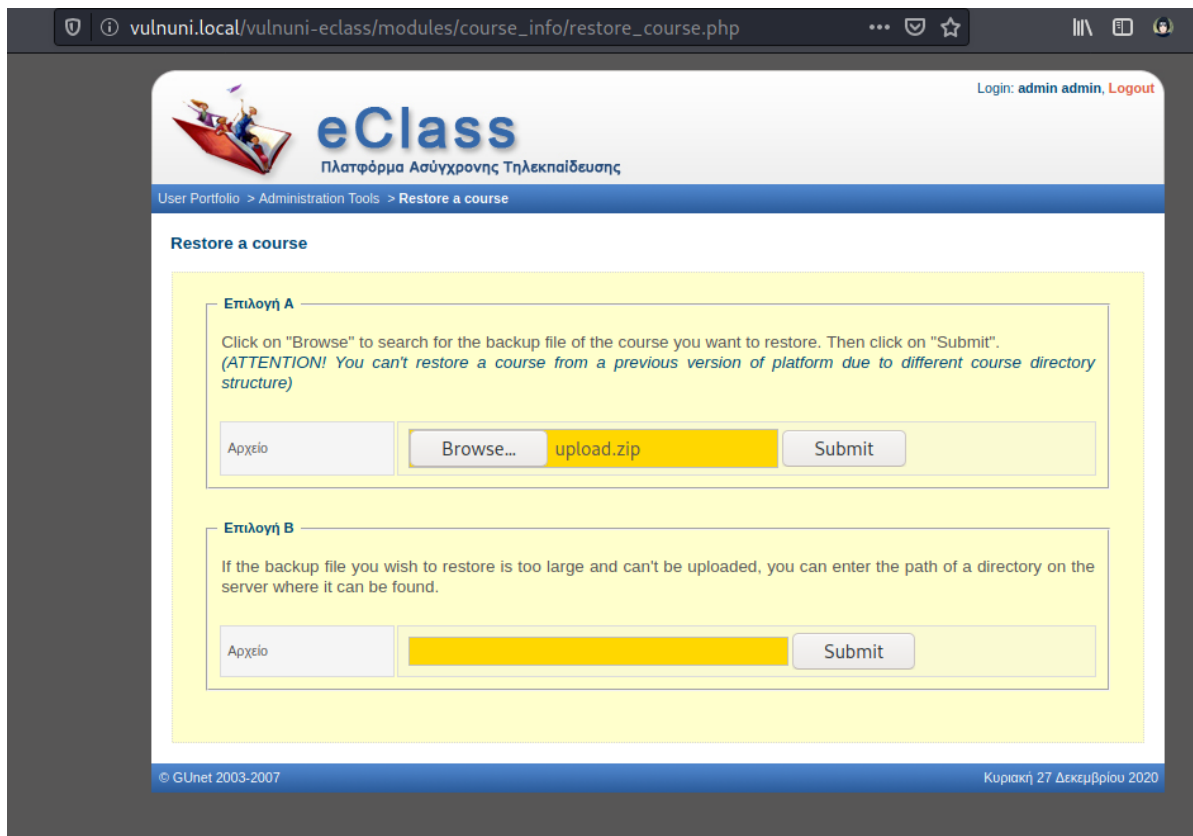 vulnuni.local/vulnuni-eclass/modules/course_info/restore_course.php
Login: admin admin, Logout
eClass
Πλατφόρμα Ασύγχρονης Τηλεκπαίδευσης
User Portfolio > Administration Tools > Restore a course
Restore a course
Επιλογή Α
Click on "Browse" to search for the backup file of the course you want to restore. Then click on "Submit".
(ATTENTION! You can't restore a course from a previous version of platform due to different course directory
structure)
Αρχείο Browse... upload.zip Submit
Επιλογή Β
If the backup file you wish to restore is too large and can't be uploaded, you can enter the path of a directory on the
server where it can be found.
Αρχείο Submit
© GUnet 2003-2007 Κυριακή 27 Δεκεμβρίου 2020